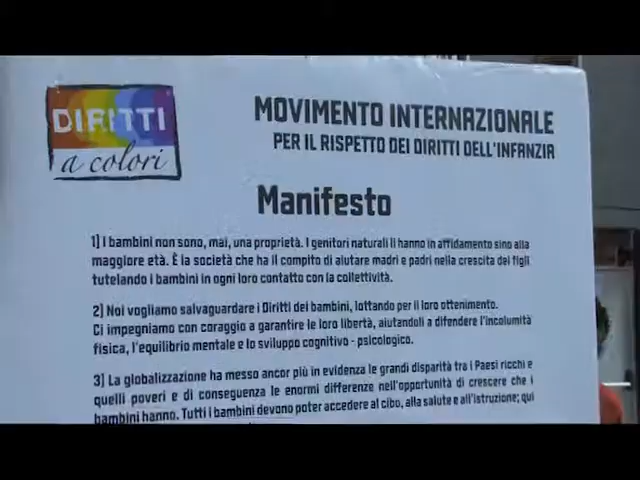 DIRITTI
a colori
MOVIMENTO INTERNAZIONALE
PER IL RISPETTO DEI DIRITTI DELL'INFANZIA
Manifesto
1] I bambini non sono, mai, una proprietà. I genitori naturali li hanno in affidamento sino alla
maggiore età. È la società che ha il compito di aiutare madri e padri nella crescita dei figli
tutelando i bambini in ogni loro contatto con la collettività.
2] Noi vogliamo salvaguardare i Diritti dei bambini, lottando per il loro ottenimento.
Ci impegniamo con coraggio a garantire le loro libertà, aiutandoli a difendere l'incolumità
fisica, l'equilibrio mentale e lo sviluppo cognitivo - psicologico.
3] La globalizzazione ha messo ancor più in evidenza le grandi disparità tra i Paesi ricchi e
quelli poveri e di conseguenza le enormi differenze nell'opportunità di crescere che i
bambini hanno. Tutti i bambini devono poter accedere al cibo, alla salute e all'istruzione; qui